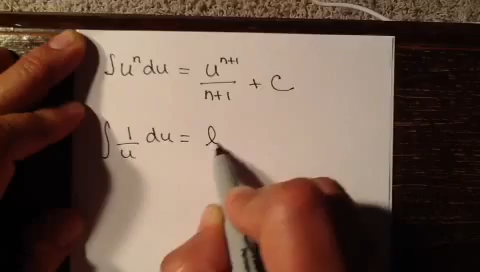 ∫uⁿdu = uⁿ⁺¹/n+1 + C
∫1/u du = l